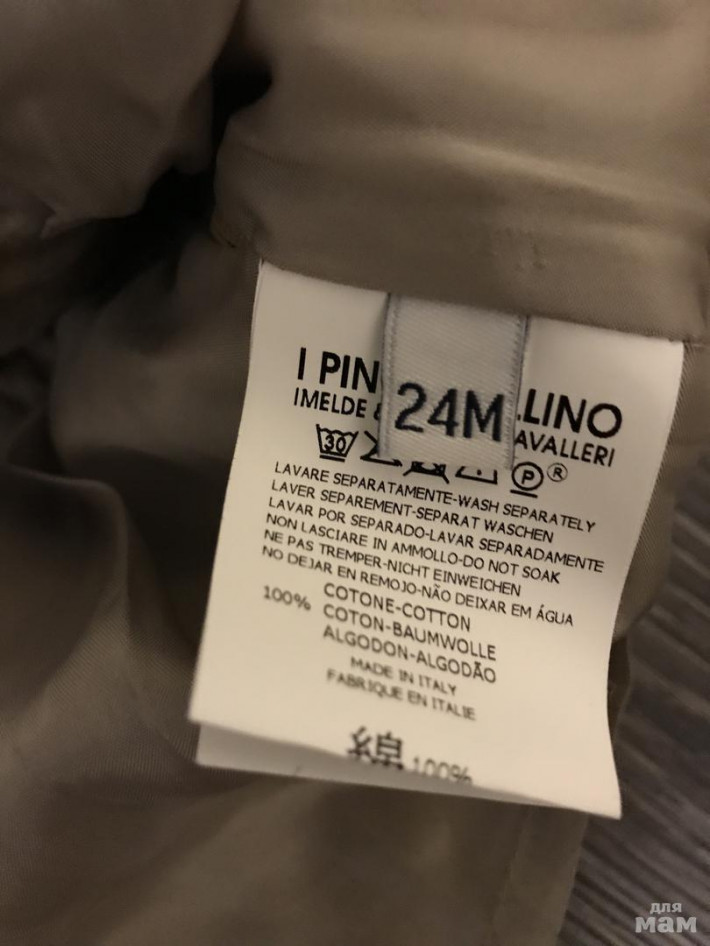 I PIN LLINO
IMELDE & AVALLERI
24M
30 P ®
LAVARE SEPARATAMENTE-WASH SEPARATELY
LAVER SEPAREMENT-SEPARAT WASCHEN
LAVAR POR SEPARADO-LAVAR SEPARADAMENTE
NON LASCIARE IN AMMOLLO-DO NOT SOAK
NE PAS TREMPER-NICHT EINWEICHEN
NO DEJAR EN REMOJO-NÃO DEIXAR EM ÁGUA
100% COTONE-COTTON
COTON-BAUMWOLLE
ALGODON-ALGODÃO
MADE IN ITALY
FABRIQUE EN ITALIE
綿 100%
для
мам